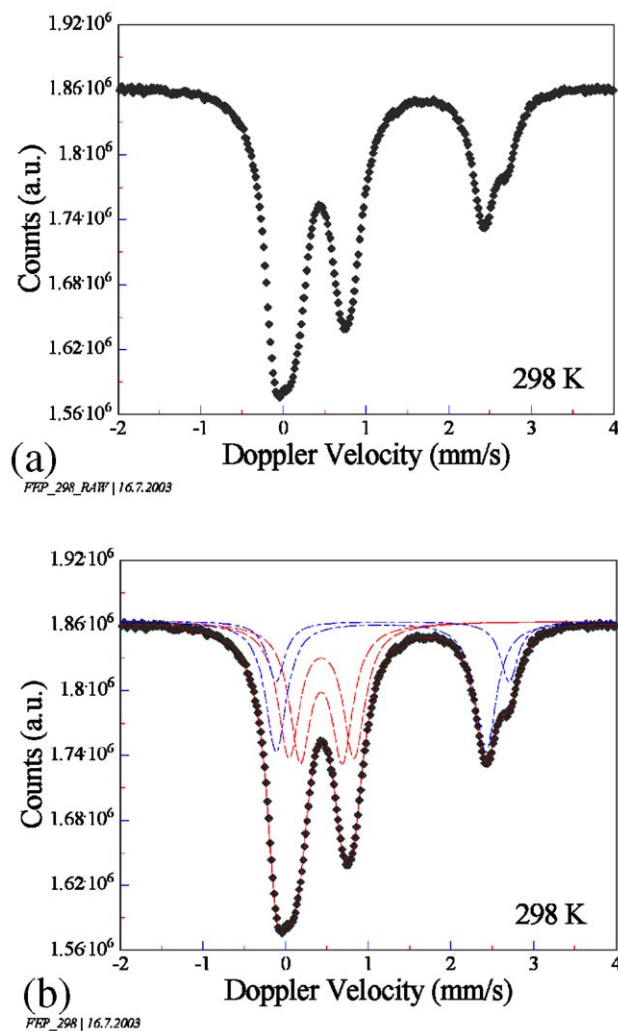 1.92·10⁶
1.86·10⁶
1.8·10⁶
1.74·10⁶
1.68·10⁶
1.62·10⁶
1.56·10⁶
Counts (a.u.)
298 K
-2 -1 0 1 2 3 4
Doppler Velocity (mm/s)
(a)
FEP_298_RAW | 16.7.2003
1.92·10⁶
1.86·10⁶
1.8·10⁶
1.74·10⁶
1.68·10⁶
1.62·10⁶
1.56·10⁶
Counts (a.u.)
298 K
-2 -1 0 1 2 3 4
Doppler Velocity (mm/s)
(b)
FEP_298 | 16.7.2003